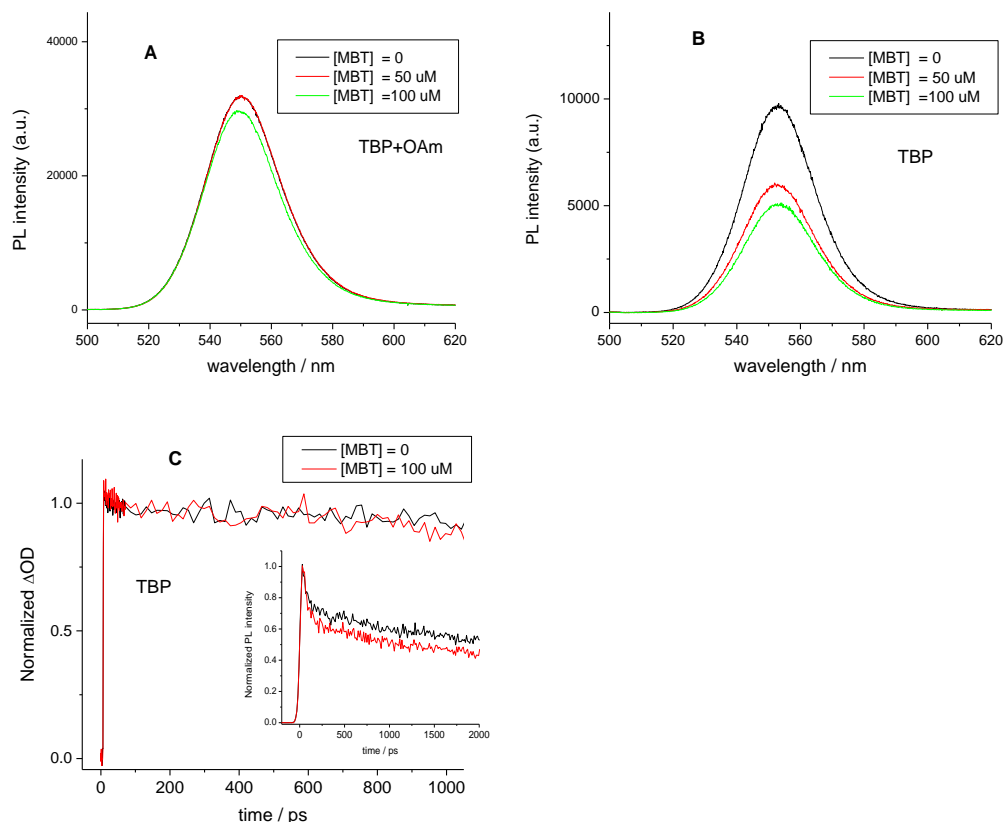 A
[MBT] = 0
[MBT] = 50 uM
[MBT] =100 uM
TBP+OAm
PL intensity (a.u.)
40000
20000
0
500 520 540 560 580 600 620
wavelength / nm
B
[MBT] = 0
[MBT] = 50 uM
[MBT] =100 uM
TBP
PL intensity (a.u.)
10000
5000
0
500 520 540 560 580 600 620
wavelength / nm
C
[MBT] = 0
[MBT] = 100 uM
TBP
Normalized ΔOD
1.0
0.5
0.0
0 200 400 600 800 1000
time / ps
Normalized PL intensity
1.0
0.8
0.6
0.4
0.2
0.0
0 500 1000 1500 2000
time / ps